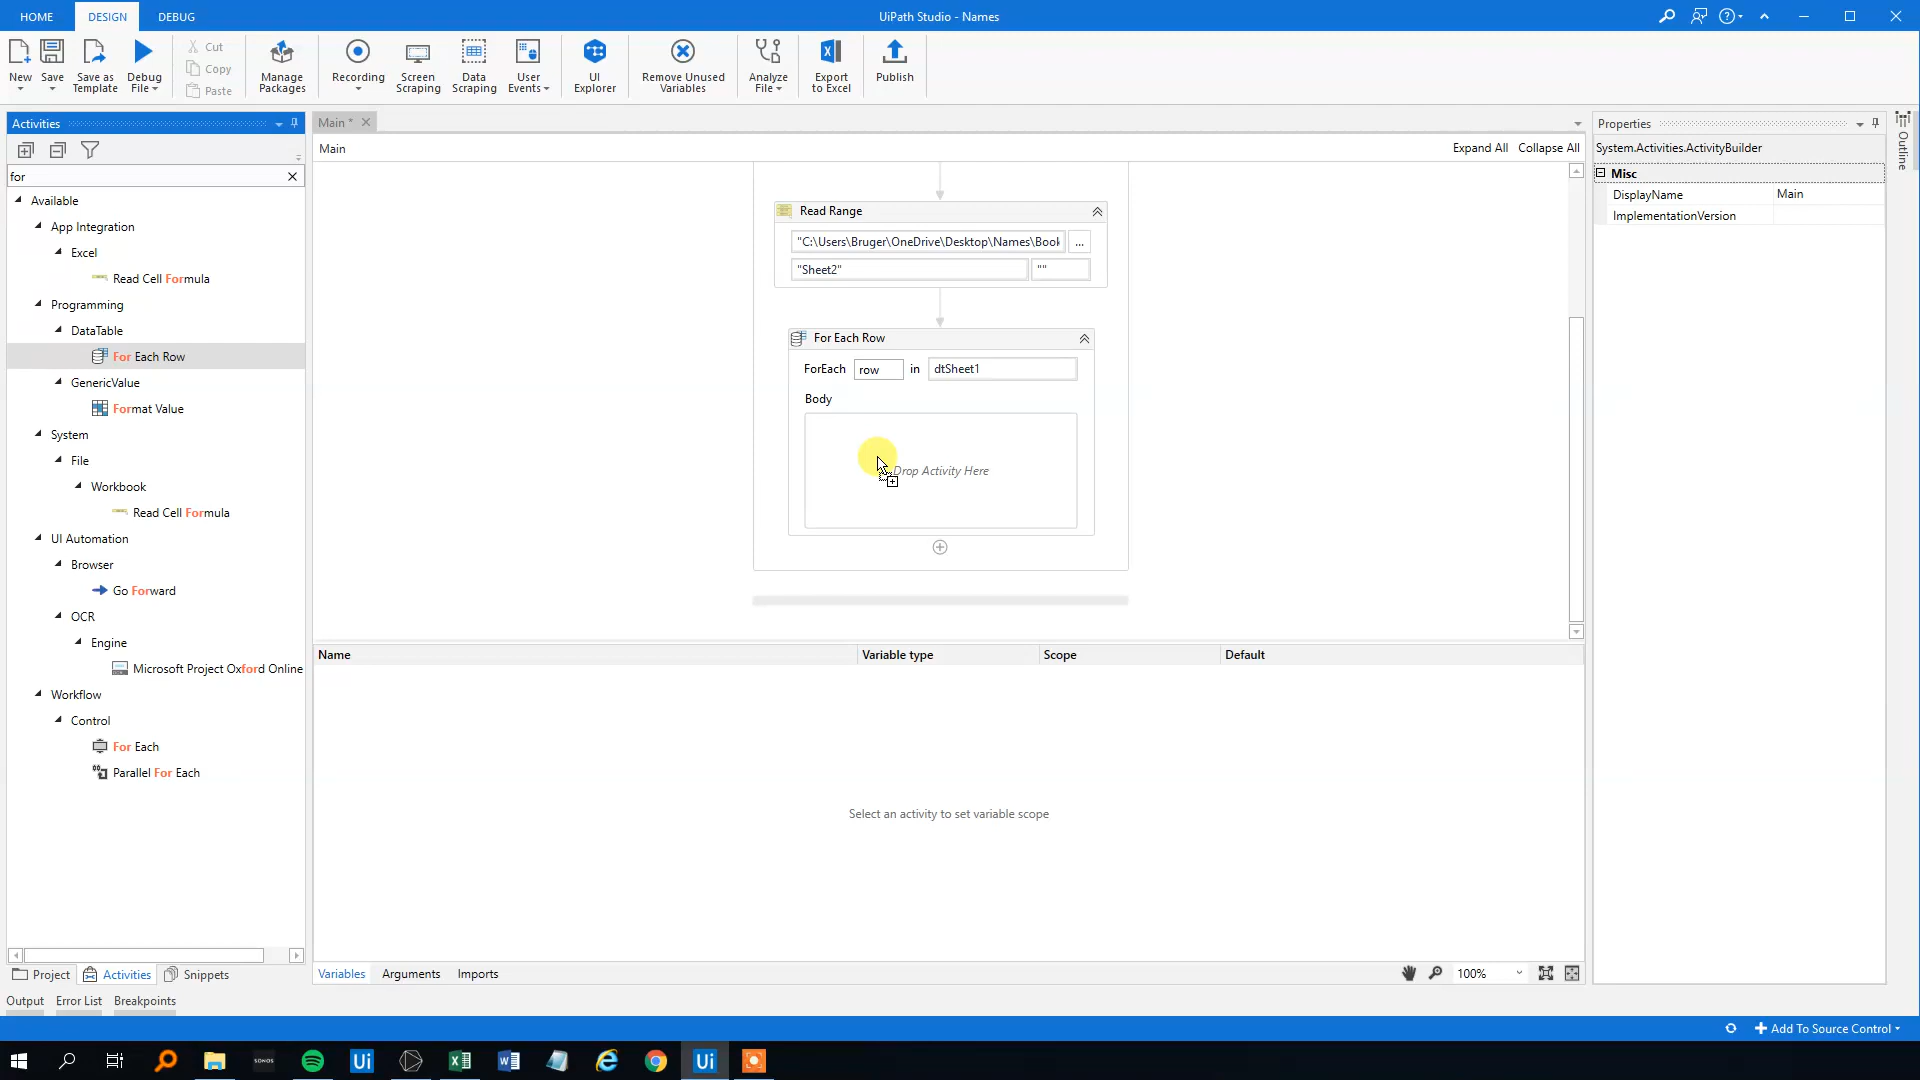 HOME DESIGN DEBUG UiPath Studio - Names
New Save Save as Template Debug File Cut Copy Paste Manage Packages Recording Screen Scraping Data Scraping User Events UI Explorer Remove Unused Variables Analyze File Export to Excel Publish
Activities
for
Available
App Integration
Excel
Read Cell Formula
Programming
DataTable
For Each Row
GenericValue
Format Value
System
File
Workbook
Read Cell Formula
UI Automation
Browser
Go Forward
OCR
Engine
Microsoft Project Oxford Online
Workflow
Control
For Each
Parallel For Each
Project Activities Snippets
Output Error List Breakpoints
Main *
Main Expand All Collapse All
Read Range
"C:\Users\Bruger\OneDrive\Desktop\Names\Book ...
"Sheet2" ""
For Each Row
ForEach row in dtSheet1
Body
Drop Activity Here
Name Variable type Scope Default
Select an activity to set variable scope
Variables Arguments Imports 100%
Properties
System.Activities.ActivityBuilder
Misc
DisplayName Main
ImplementationVersion
Outline
Add To Source Control
SONOS
Ui
Ui